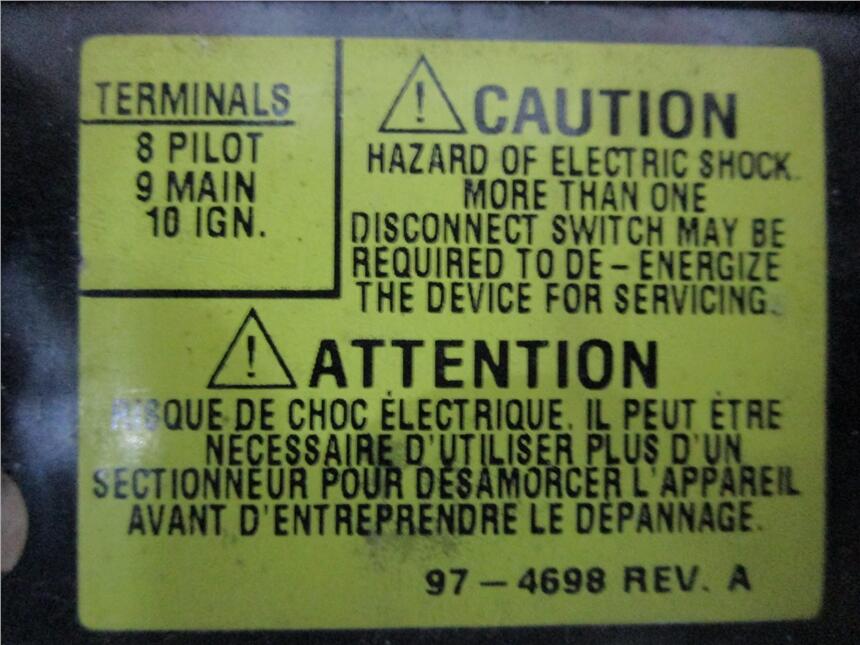 TERMINALS
8 PILOT
9 MAIN
10 IGN.
CAUTION
HAZARD OF ELECTRIC SHOCK.
MORE THAN ONE
DISCONNECT SWITCH MAY BE
REQUIRED TO DE – ENERGIZE
THE DEVICE FOR SERVICING.
ATTENTION
RISQUE DE CHOC ÉLECTRIQUE. IL PEUT ÊTRE
NÉCESSAIRE D'UTILISER PLUS D'UN
SECTIONNEUR POUR DÉSAMORCER L'APPAREIL
AVANT D'ENTREPRENDRE LE DÉPANNAGE.
97 – 4698 REV. A